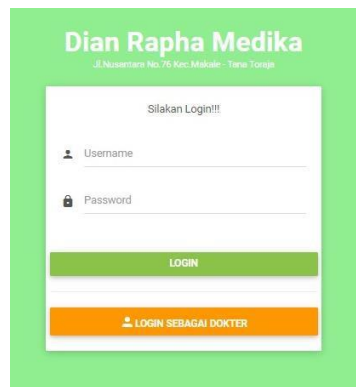 Dian Rapha Medika
Jl.Nusantara No.76 Kec.Makale - Tana Toraja
Silakan Login!!!
Username
Password
LOGIN
LOGIN SEBAGAI DOKTER